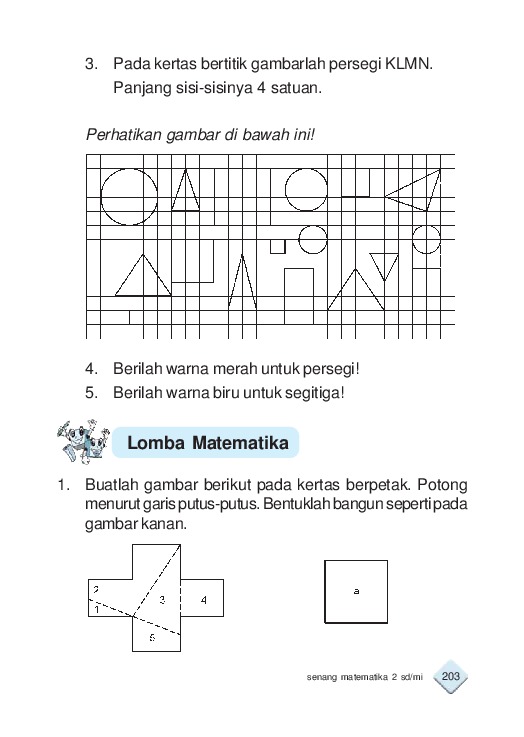 3. Pada kertas bertitik gambarlah persegi KLMN.
Panjang sisi-sisinya 4 satuan.
Perhatikan gambar di bawah ini!
4. Berilah warna merah untuk persegi!
5. Berilah warna biru untuk segitiga!
Lomba Matematika
1. Buatlah gambar berikut pada kertas berpetak. Potong
menurut garis putus-putus. Bentuklah bangun seperti pada
gambar kanan.
2
1
3
4
5
a
senang matematika 2 sd/mi 203